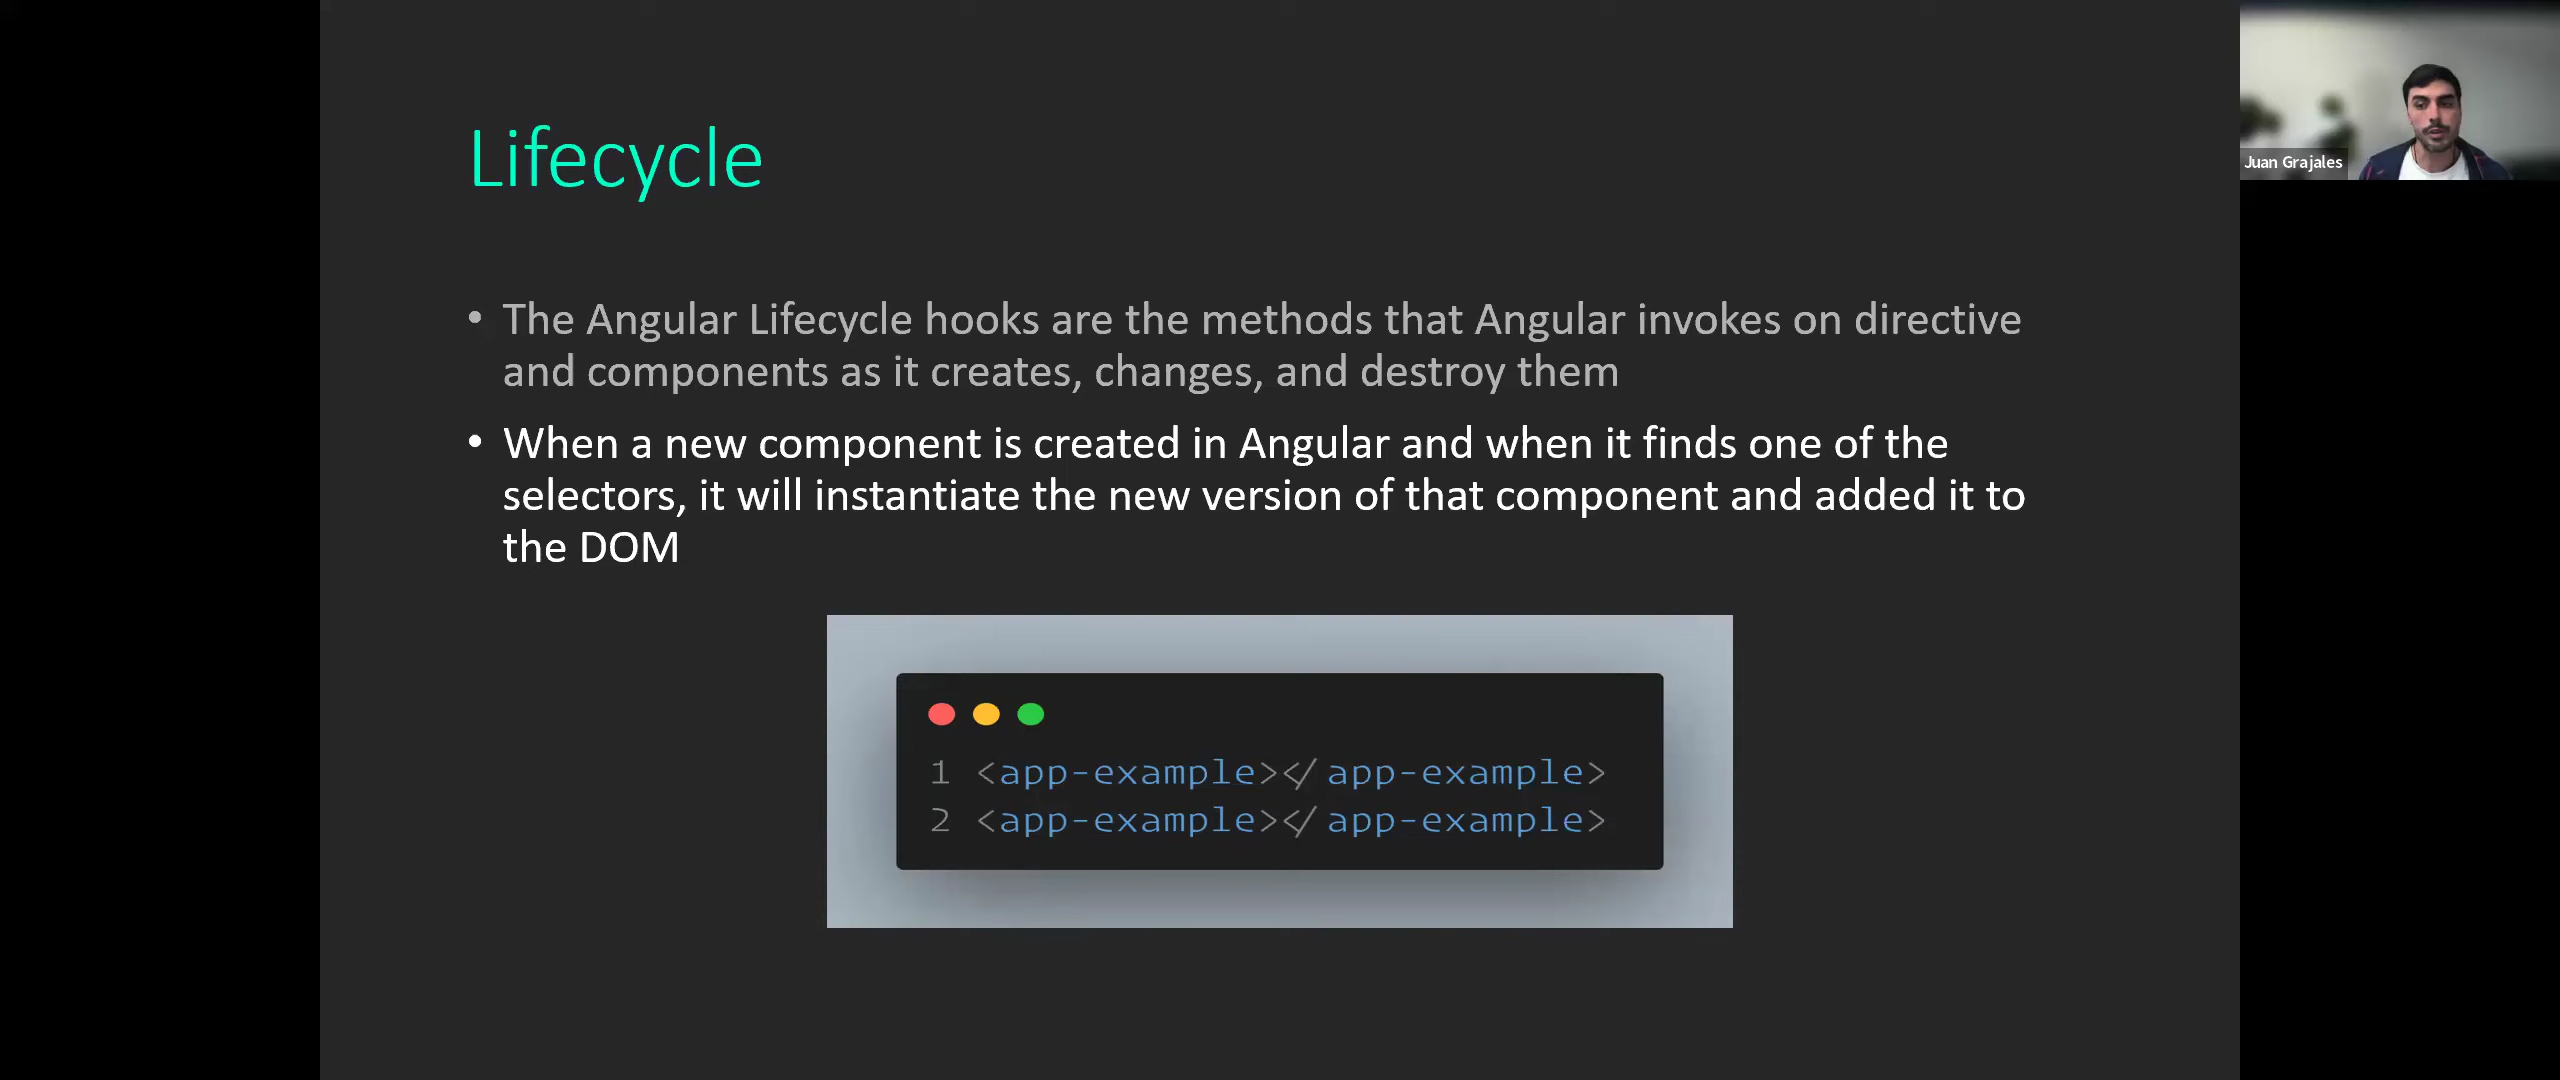 Lifecycle
• The Angular Lifecycle hooks are the methods that Angular invokes on directive
and components as it creates, changes, and destroy them
• When a new component is created in Angular and when it finds one of the
selectors, it will instantiate the new version of that component and added it to
the DOM
1 <app-example></app-example>
2 <app-example></app-example>
Juan Grajales